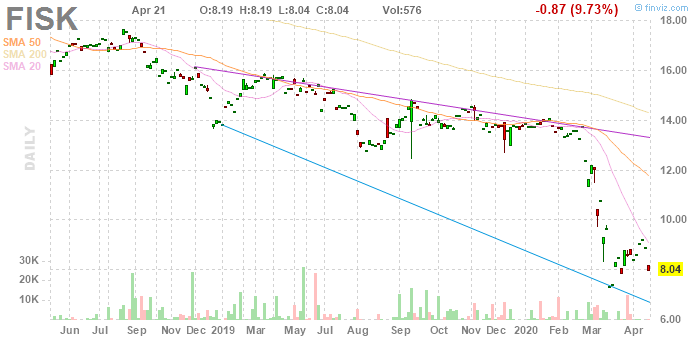 FISK Apr 21 O:8.19 H:8.19 L:8.04 C:8.04 Vol:576 -0.87 (9.73%) © finviz.com
SMA 50
SMA 200
SMA 20
DAILY
18.00
16.00
14.00
12.00
10.00
8.04
6.00
30K
20K
10K
Jun Jul Aug Sep Nov Dec 2019 Mar May Jun Jul Aug Sep Oct Nov Dec 2020 Feb Mar Apr